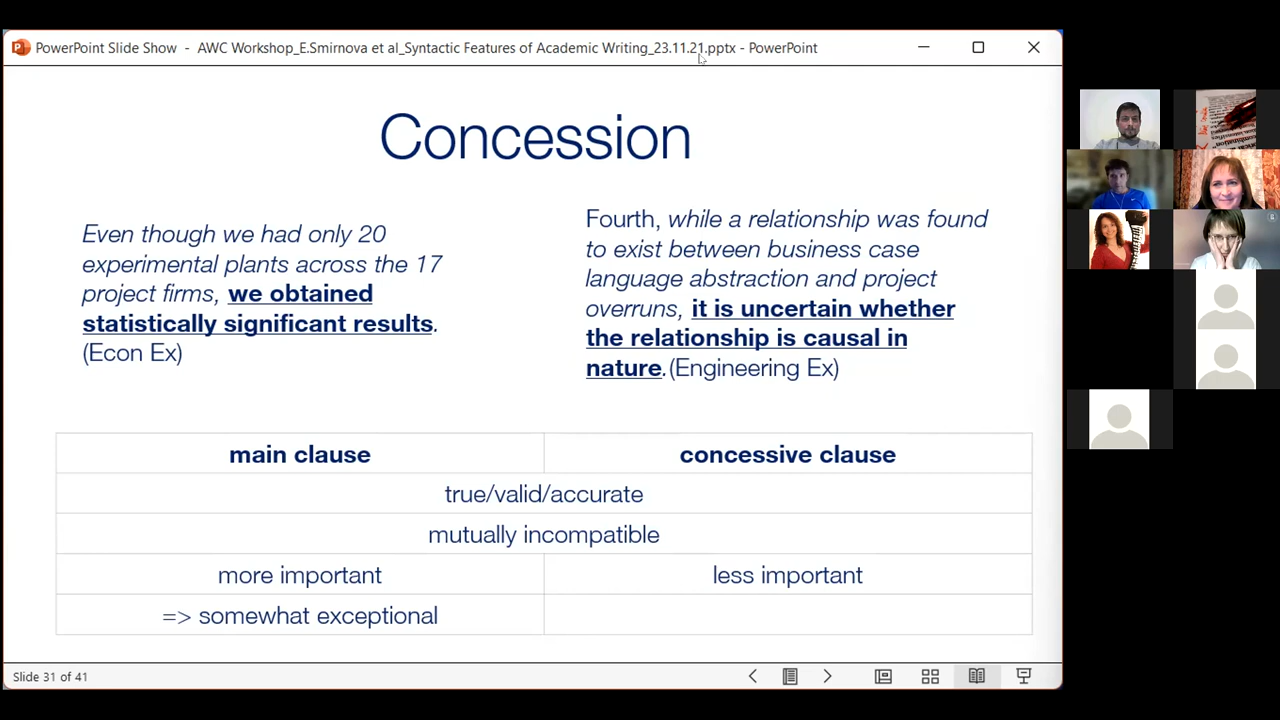 PowerPoint Slide Show - AWC Workshop_E.Smirnova et al_Syntactic Features of Academic Writing_23.11.21.pptx - PowerPoint
Concession
Even though we had only 20
experimental plants across the 17
project firms, we obtained
statistically significant results.
(Econ Ex)
Fourth, while a relationship was found
to exist between business case
language abstraction and project
overruns, it is uncertain whether
the relationship is causal in
nature.(Engineering Ex)
main clause
concessive clause
true/valid/accurate
mutually incompatible
more important
less important
=> somewhat exceptional
Slide 31 of 41